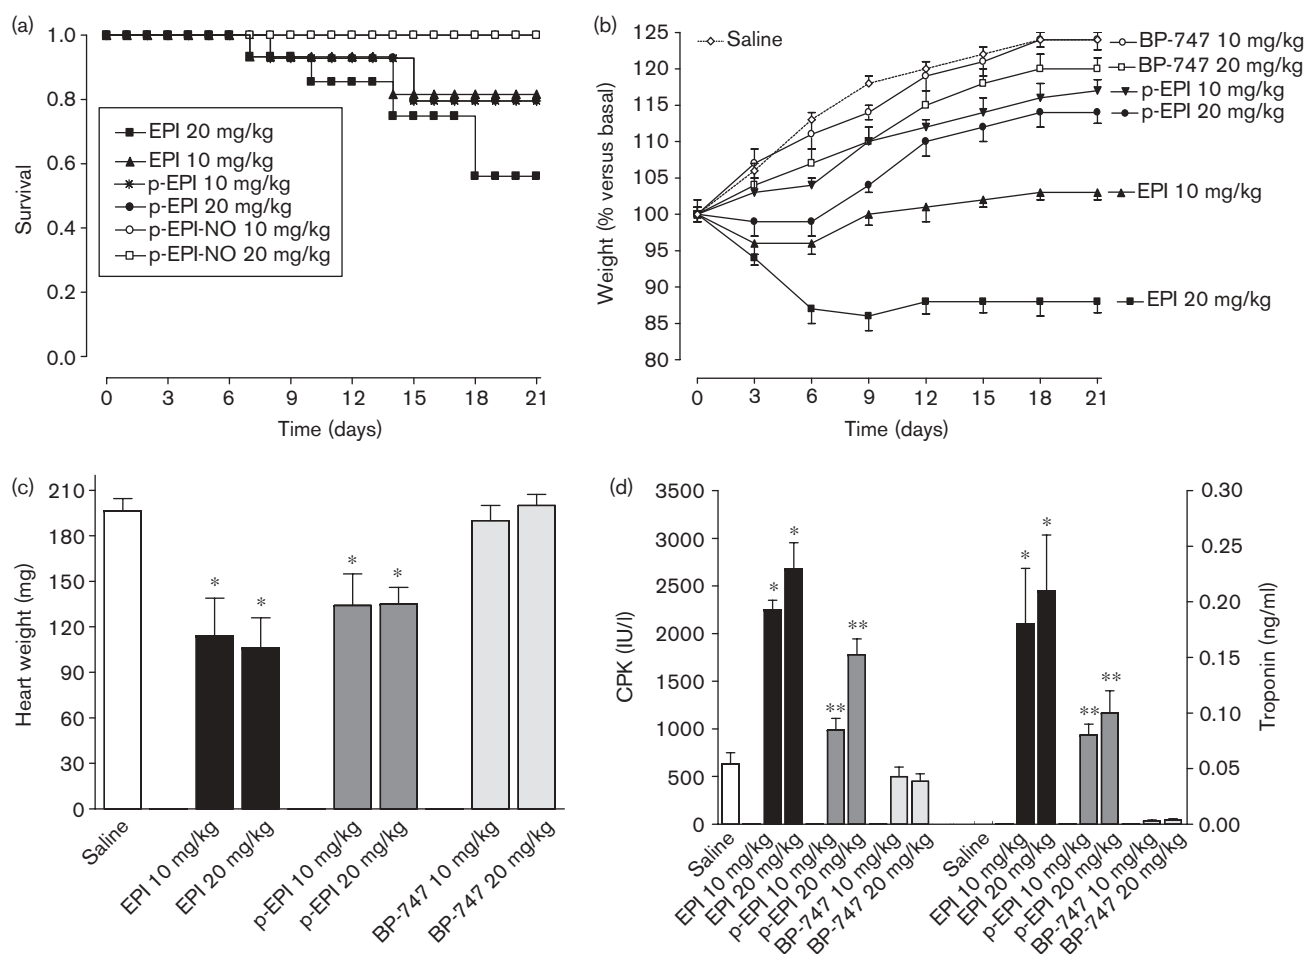 (a)
1.0
0.8
0.6
0.4
0.2
0.0
Survival
EPI 20 mg/kg
EPI 10 mg/kg
p-EPI 10 mg/kg
p-EPI 20 mg/kg
p-EPI-NO 10 mg/kg
p-EPI-NO 20 mg/kg
0 3 6 9 12 15 18 21
Time (days)
(b)
125
120
115
110
105
100
95
90
85
80
Weight (% versus basal)
Saline
BP-747 10 mg/kg
BP-747 20 mg/kg
p-EPI 10 mg/kg
p-EPI 20 mg/kg
EPI 10 mg/kg
EPI 20 mg/kg
0 3 6 9 12 15 18 21
Time (days)
(c)
210
180
150
120
90
60
30
0
Heart weight (mg)
* * * *
Saline
EPI 10 mg/kg
EPI 20 mg/kg
p-EPI 10 mg/kg
p-EPI 20 mg/kg
BP-747 10 mg/kg
BP-747 20 mg/kg
(d)
3500
3000
2500
2000
1500
1000
500
0
CPK (IU/l)
* * ** ** * * ** **
0.30
0.25
0.20
0.15
0.10
0.05
0.00
Troponin (ng/ml)
Saline
EPI 10 mg/kg
EPI 20 mg/kg
p-EPI 10 mg/kg
p-EPI 20 mg/kg
BP-747 10 mg/kg
BP-747 20 mg/kg
Saline
EPI 10 mg/kg
EPI 20 mg/kg
p-EPI 10 mg/kg
p-EPI 20 mg/kg
BP-747 10 mg/kg
BP-747 20 mg/kg